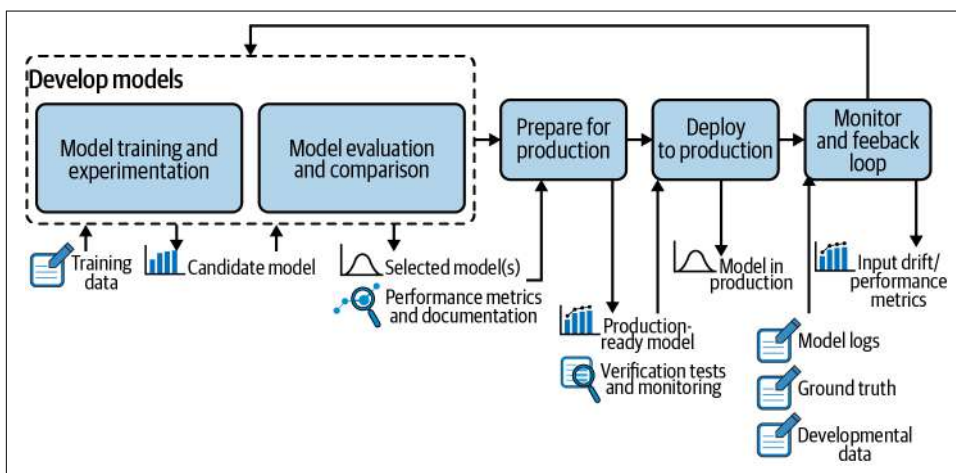 Develop models
Model training and
experimentation
Model evaluation
and comparison
Prepare for
production
Deploy
to production
Monitor
and feeback
loop
Training
data
Candidate model
Selected model(s)
Performance metrics
and documentation
Production-
ready model
Verification tests
and monitoring
Model in
production
Input drift/
performance
metrics
Model logs
Ground truth
Developmental
data